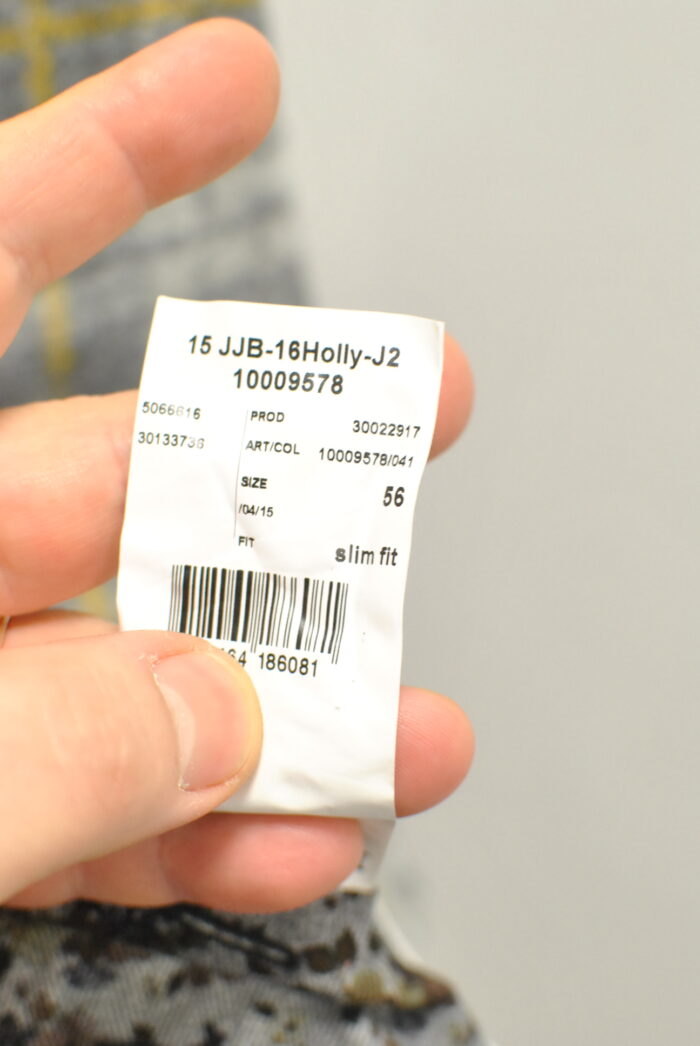 15 JJB-16Holly-J2
10009578
5066616 PROD 30022917
30133736 ART/COL 10009578/041
SIZE 56
/04/15
FIT slim fit
64 186081